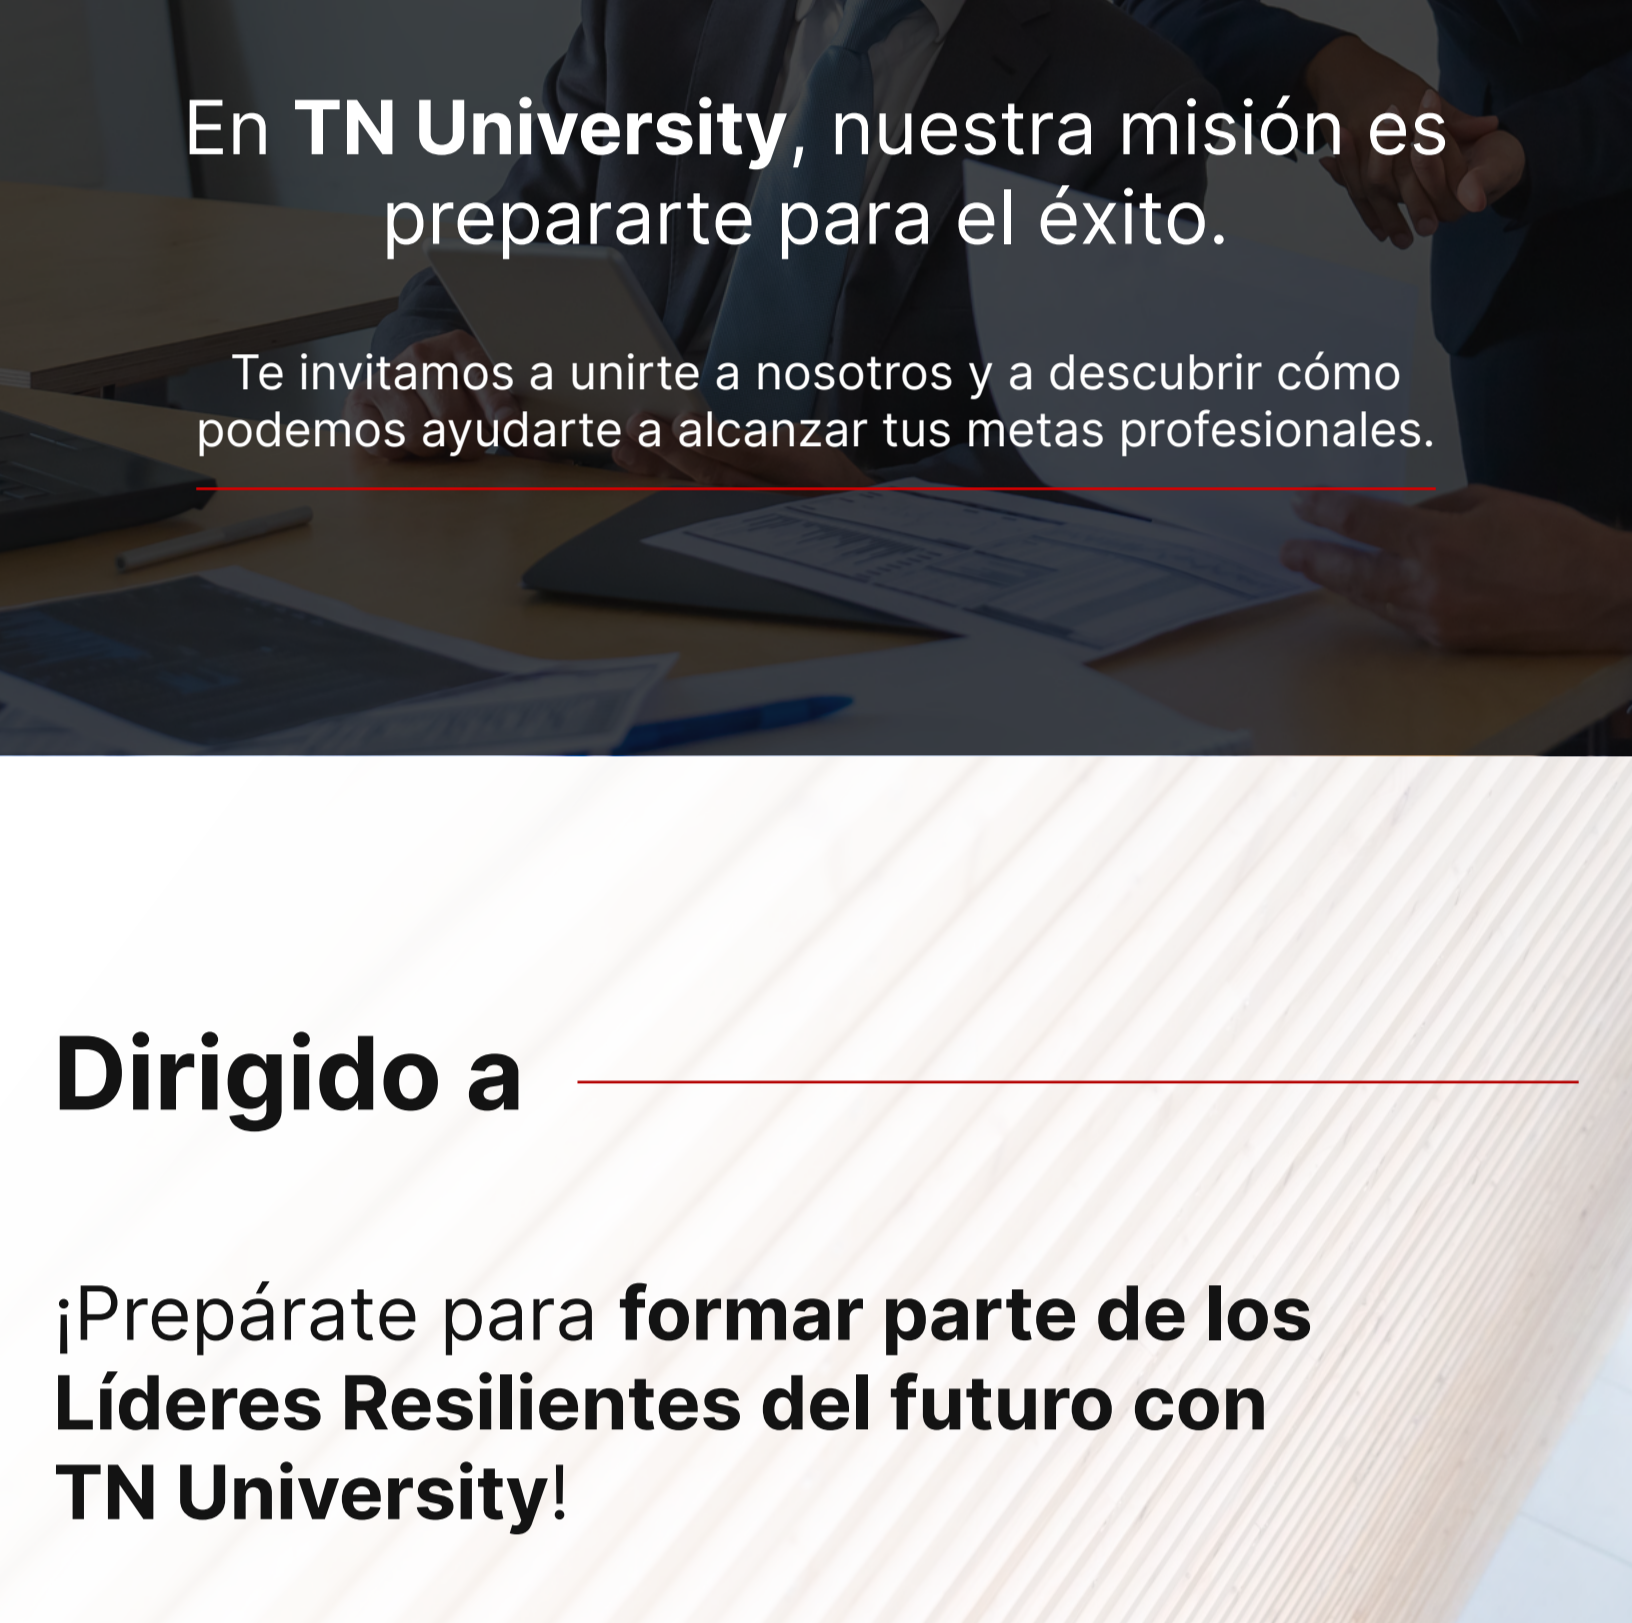 En TN University, nuestra misión es
prepararte para el éxito.
Te invitamos a unirte a nosotros y a descubrir cómo
podemos ayudarte a alcanzar tus metas profesionales.
Dirigido a
¡Prepárate para formar parte de los
Líderes Resilientes del futuro con
TN University!